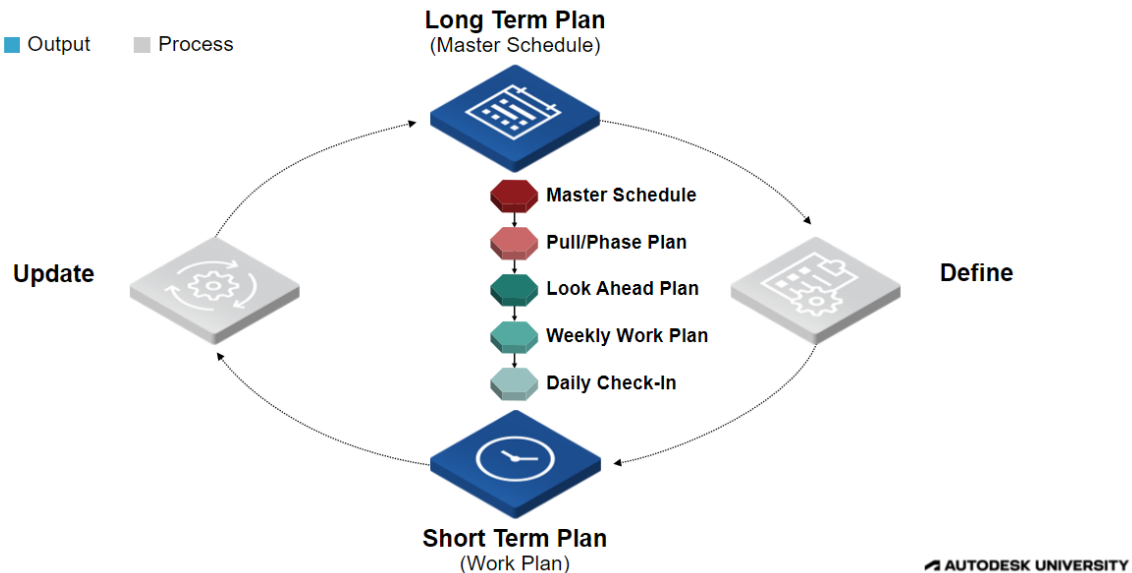 Output
Process
Long Term Plan
(Master Schedule)
Master Schedule
Pull/Phase Plan
Look Ahead Plan
Weekly Work Plan
Daily Check-In
Update
Define
Short Term Plan
(Work Plan)
AUTODESK UNIVERSITY